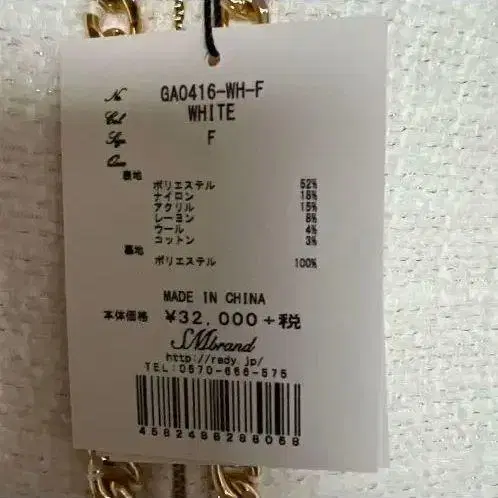 No GA0416-WH-F
Col. WHITE
F
Qua.
表地
ポリエステル 52%
ナイロン 18%
アクリル 15%
レーヨン 8%
ウール 4%
コットン 3%
裏地
ポリエステル 100%
MADE IN CHINA
本体価格 ¥32,000+税
SMbrand
http://rady.jp/
TEL:0570-666-575
4582486288068